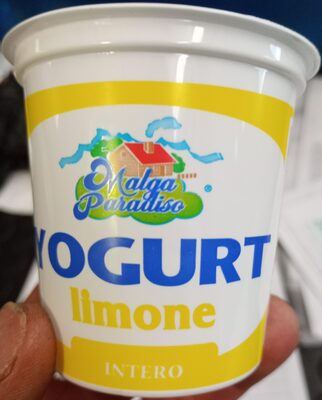 Malga
Paradiso
®
YOGURT
limone
INTERO